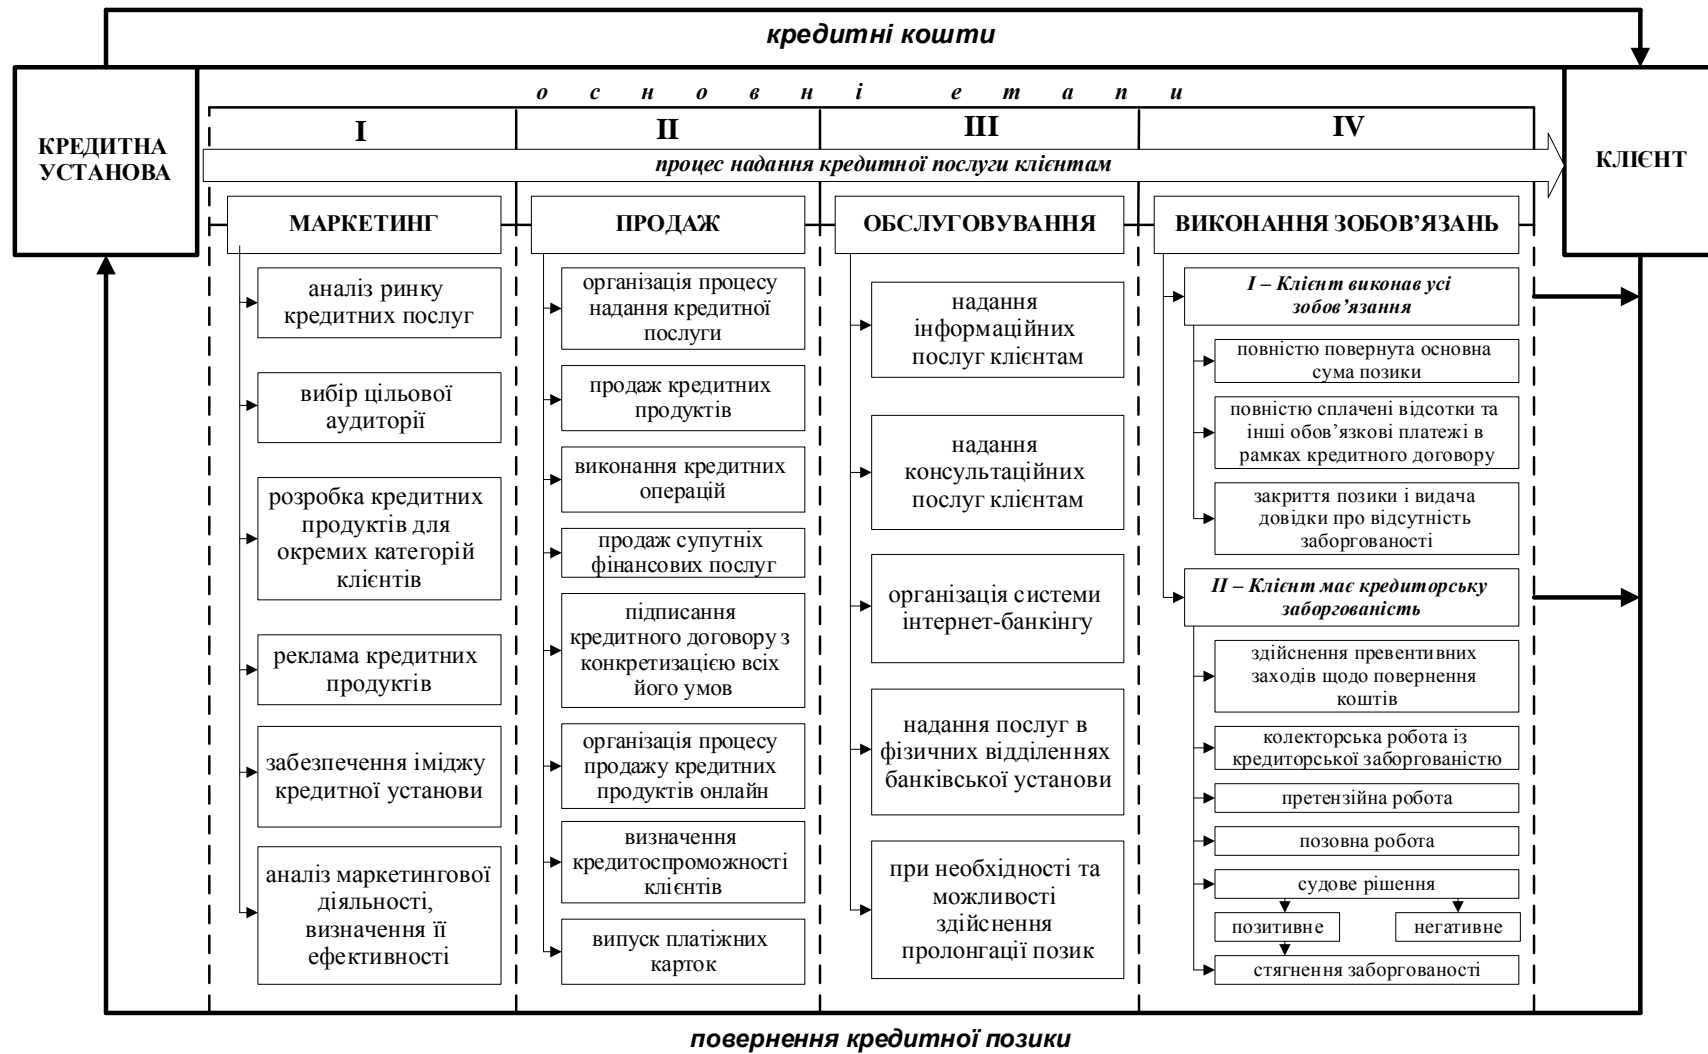 кредитні кошти
основні етапи
КРЕДИТНА
УСТАНОВА
I
II
III
IV
КЛІЄНТ
процес надання кредитної послуги клієнтам
МАРКЕТИНГ
аналіз ринку
кредитних послуг
вибір цільової
аудиторії
розробка кредитних
продуктів для
окремих категорій
клієнтів
реклама кредитних
продуктів
забезпечення іміджу
кредитної установи
аналіз маркетингової
діяльності,
визначення її
ефективності
ПРОДАЖ
організація процесу
надання кредитної
послуги
продаж кредитних
продуктів
виконання кредитних
операцій
продаж супутніх
фінансових послуг
підписання
кредитного договору з
конкретизацією всіх
його умов
організація процесу
продажу кредитних
продуктів онлайн
визначення
кредитоспроможності
клієнтів
випуск платіжних
карток
ОБСЛУГОВУВАННЯ
надання
інформаційних
послуг клієнтам
надання
консультаційних
послуг клієнтам
організація системи
інтернет-банкінгу
надання послуг в
фізичних відділеннях
банківської установи
при необхідності та
можливості
здійснення
пролонгації позик
ВИКОНАННЯ ЗОБОВ’ЯЗАНЬ
I – Клієнт виконав усі
зобов’язання
повністю повернута основна
сума позики
повністю сплачені відсотки та
інші обов’язкові платежі в
рамках кредитного договору
закриття позики і видача
довідки про відсутність
заборгованості
II – Клієнт має кредиторську
заборгованість
здійснення превентивних
заходів щодо повернення
коштів
колекторська робота із
кредиторської заборгованістю
претензійна робота
позовна робота
судове рішення
позитивне
негативне
стягнення заборгованості
повернення кредитної позики